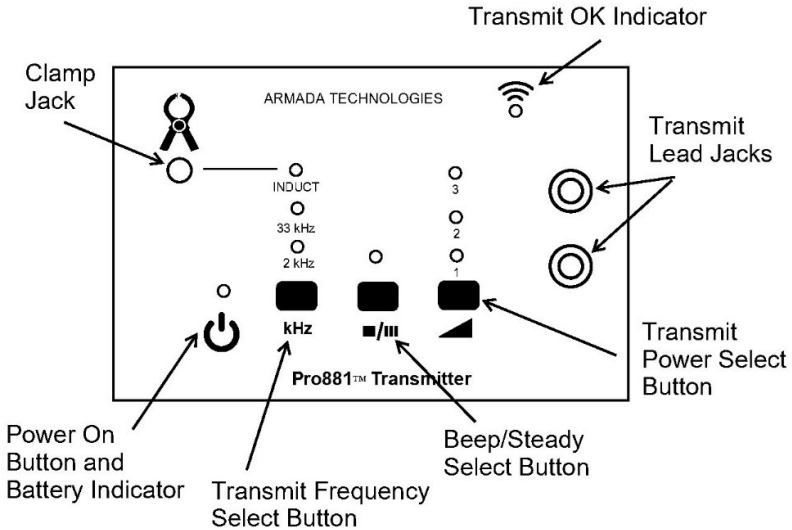 Transmit OK Indicator
Clamp
Jack
ARMADA TECHNOLOGIES
Transmit
Lead Jacks
INDUCT
33 kHz
2 kHz
3
2
1
kHz
Pro881™ Transmitter
Transmit
Power Select
Button
Power On
Button and
Battery Indicator
Transmit Frequency
Select Button
Beep/Steady
Select Button